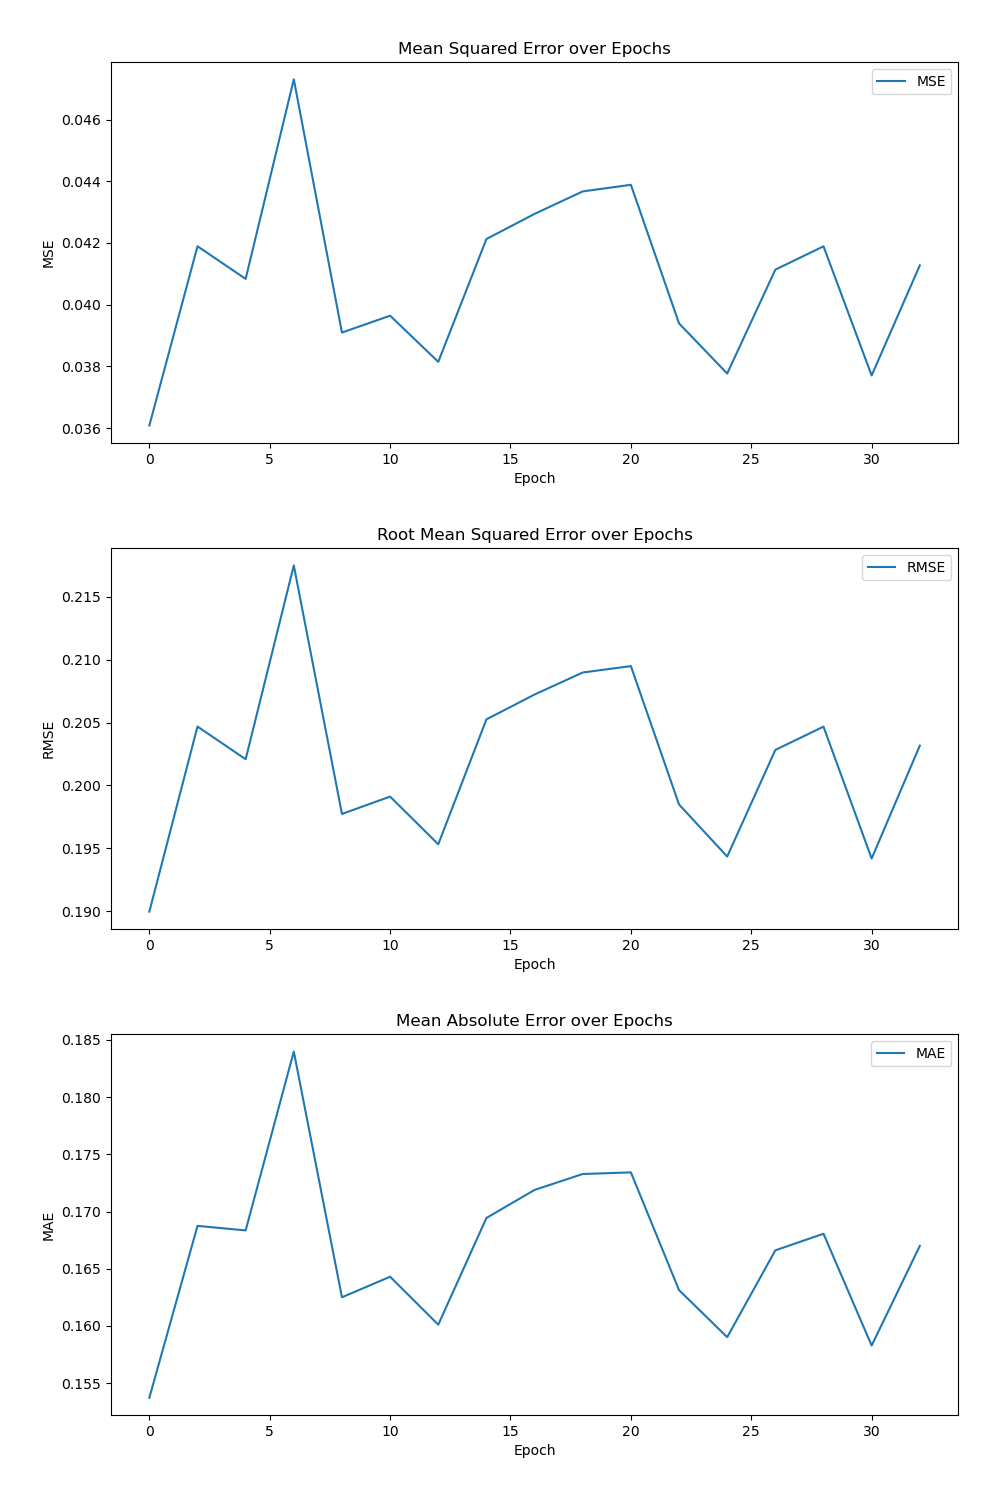 Mean Squared Error over Epochs
MSE
0.046
0.044
0.042
0.040
0.038
0.036
MSE
0 5 10 15 20 25 30
Epoch
Root Mean Squared Error over Epochs
RMSE
0.215
0.210
0.205
0.200
0.195
0.190
RMSE
0 5 10 15 20 25 30
Epoch
Mean Absolute Error over Epochs
MAE
0.185
0.180
0.175
0.170
0.165
0.160
0.155
MAE
0 5 10 15 20 25 30
Epoch